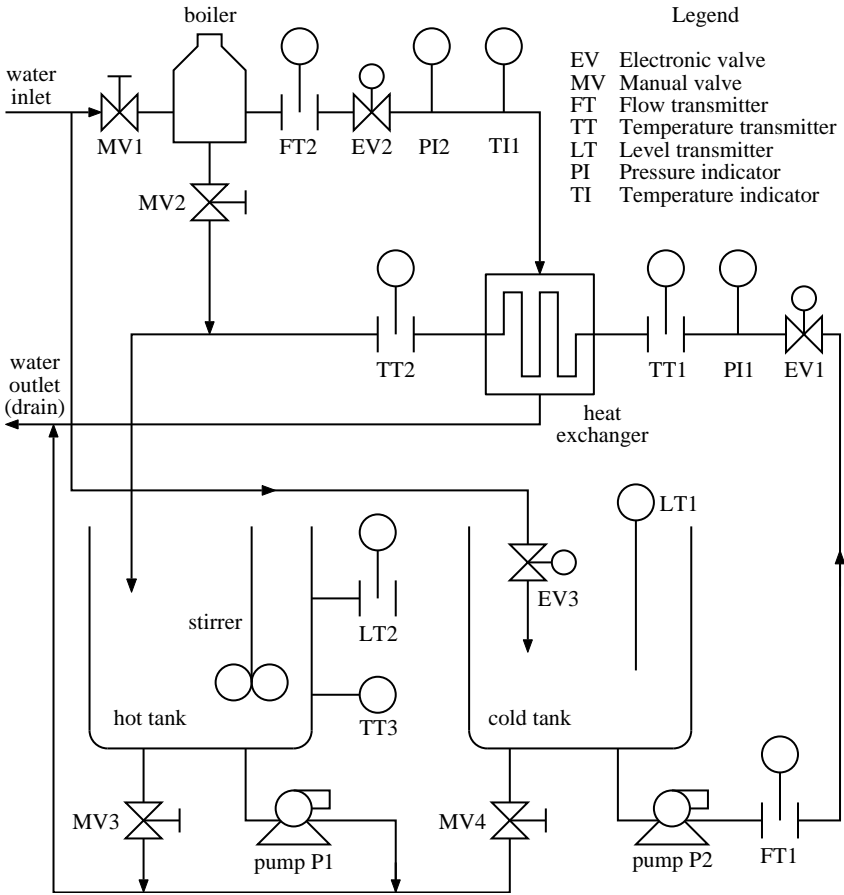 boiler
Legend
water
inlet
EV Electronic valve
MV Manual valve
FT Flow transmitter
TT Temperature transmitter
LT Level transmitter
PI Pressure indicator
TI Temperature indicator
MV1
FT2
EV2
PI2
TI1
MV2
water
outlet
(drain)
TT2
TT1
PI1
EV1
heat
exchanger
LT1
EV3
stirrer
LT2
hot tank
TT3
cold tank
MV3
pump P1
MV4
pump P2
FT1